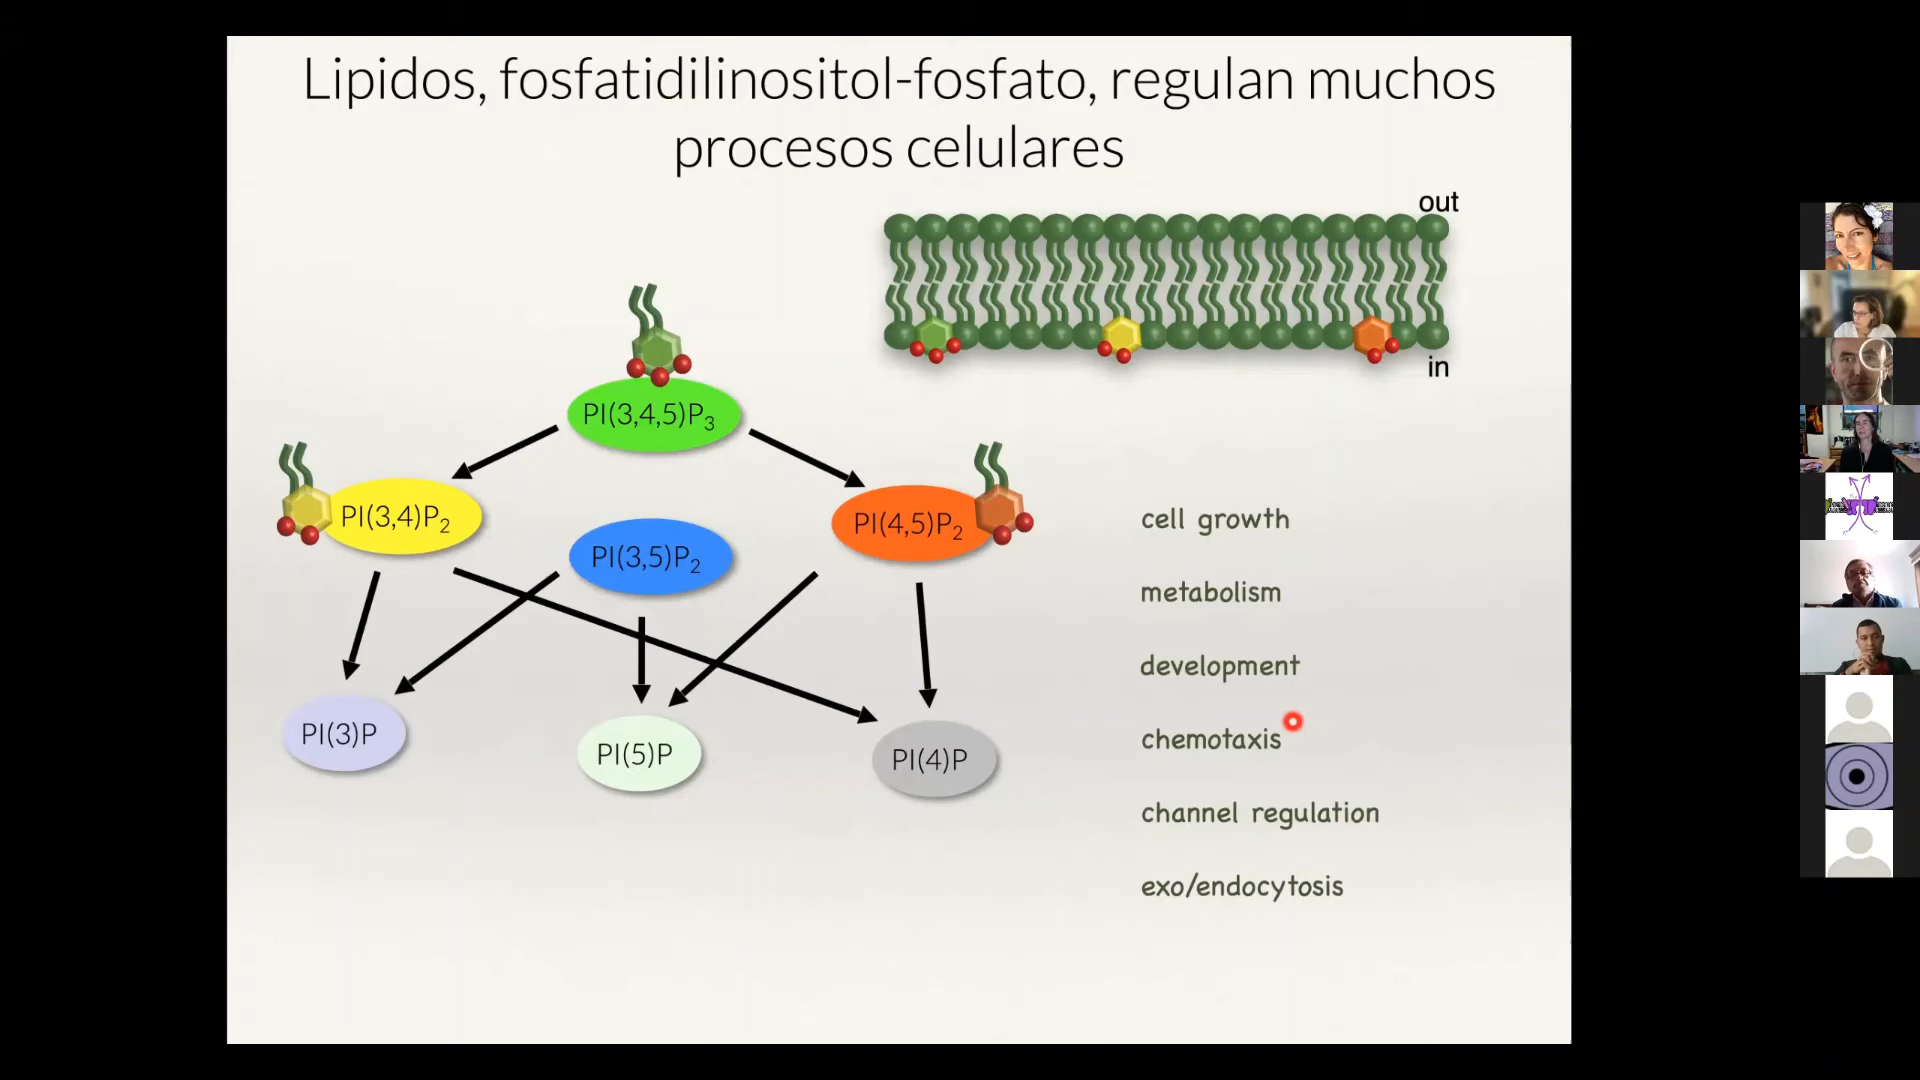 Lipidos, fosfatidilinositol-fosfato, regulan muchos
procesos celulares
out
in
PI(3,4,5)P3
PI(3,4)P2
PI(3,5)P2
PI(4,5)P2
PI(3)P
PI(5)P
PI(4)P
cell growth
metabolism
development
chemotaxis
channel regulation
exo/endocytosis